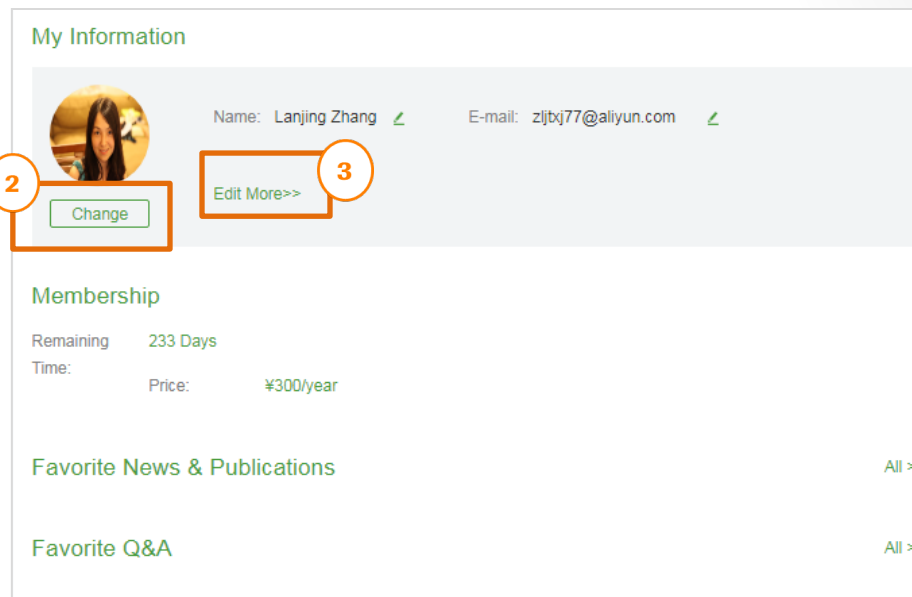 My Information
Name: Lanjing Zhang E-mail: zljtxj77@aliyun.com
3
2
Edit More>>
Change
Membership
Remaining Time: 233 Days
Price: ¥300/year
Favorite News & Publications All >
Favorite Q&A All >